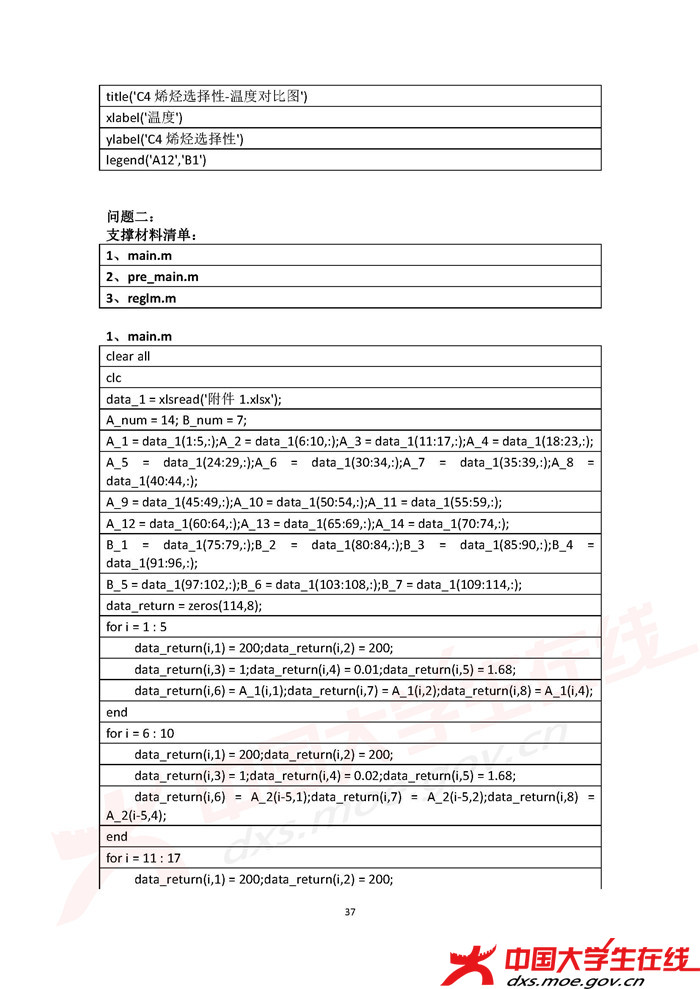 title('C4 烯烃选择性-温度对比图')
xlabel('温度')
ylabel('C4 烯烃选择性')
legend('A12','B1')
问题二：
支撑材料清单：
1、main.m
2、pre_main.m
3、reglm.m
1、main.m
clear all
clc
data_1 = xlsread('附件 1.xlsx');
A_num = 14; B_num = 7;
A_1 = data_1(1:5,:);A_2 = data_1(6:10,:);A_3 = data_1(11:17,:);A_4 = data_1(18:23,:);
A_5 = data_1(24:29,:);A_6 = data_1(30:34,:);A_7 = data_1(35:39,:);A_8 =
data_1(40:44,:);
A_9 = data_1(45:49,:);A_10 = data_1(50:54,:);A_11 = data_1(55:59,:);
A_12 = data_1(60:64,:);A_13 = data_1(65:69,:);A_14 = data_1(70:74,:);
B_1 = data_1(75:79,:);B_2 = data_1(80:84,:);B_3 = data_1(85:90,:);B_4 =
data_1(91:96,:);
B_5 = data_1(97:102,:);B_6 = data_1(103:108,:);B_7 = data_1(109:114,:);
data_return = zeros(114,8);
for i = 1 : 5
data_return(i,1) = 200;data_return(i,2) = 200;
data_return(i,3) = 1;data_return(i,4) = 0.01;data_return(i,5) = 1.68;
data_return(i,6) = A_1(i,1);data_return(i,7) = A_1(i,2);data_return(i,8) = A_1(i,4);
end
for i = 6 : 10
data_return(i,1) = 200;data_return(i,2) = 200;
data_return(i,3) = 1;data_return(i,4) = 0.02;data_return(i,5) = 1.68;
data_return(i,6) = A_2(i-5,1);data_return(i,7) = A_2(i-5,2);data_return(i,8) =
A_2(i-5,4);
end
for i = 11 : 17
data_return(i,1) = 200;data_return(i,2) = 200;
37
中国大学生在线
dxs.moe.gov.cn
中国大学生在线
dxs.moe.gov.cn